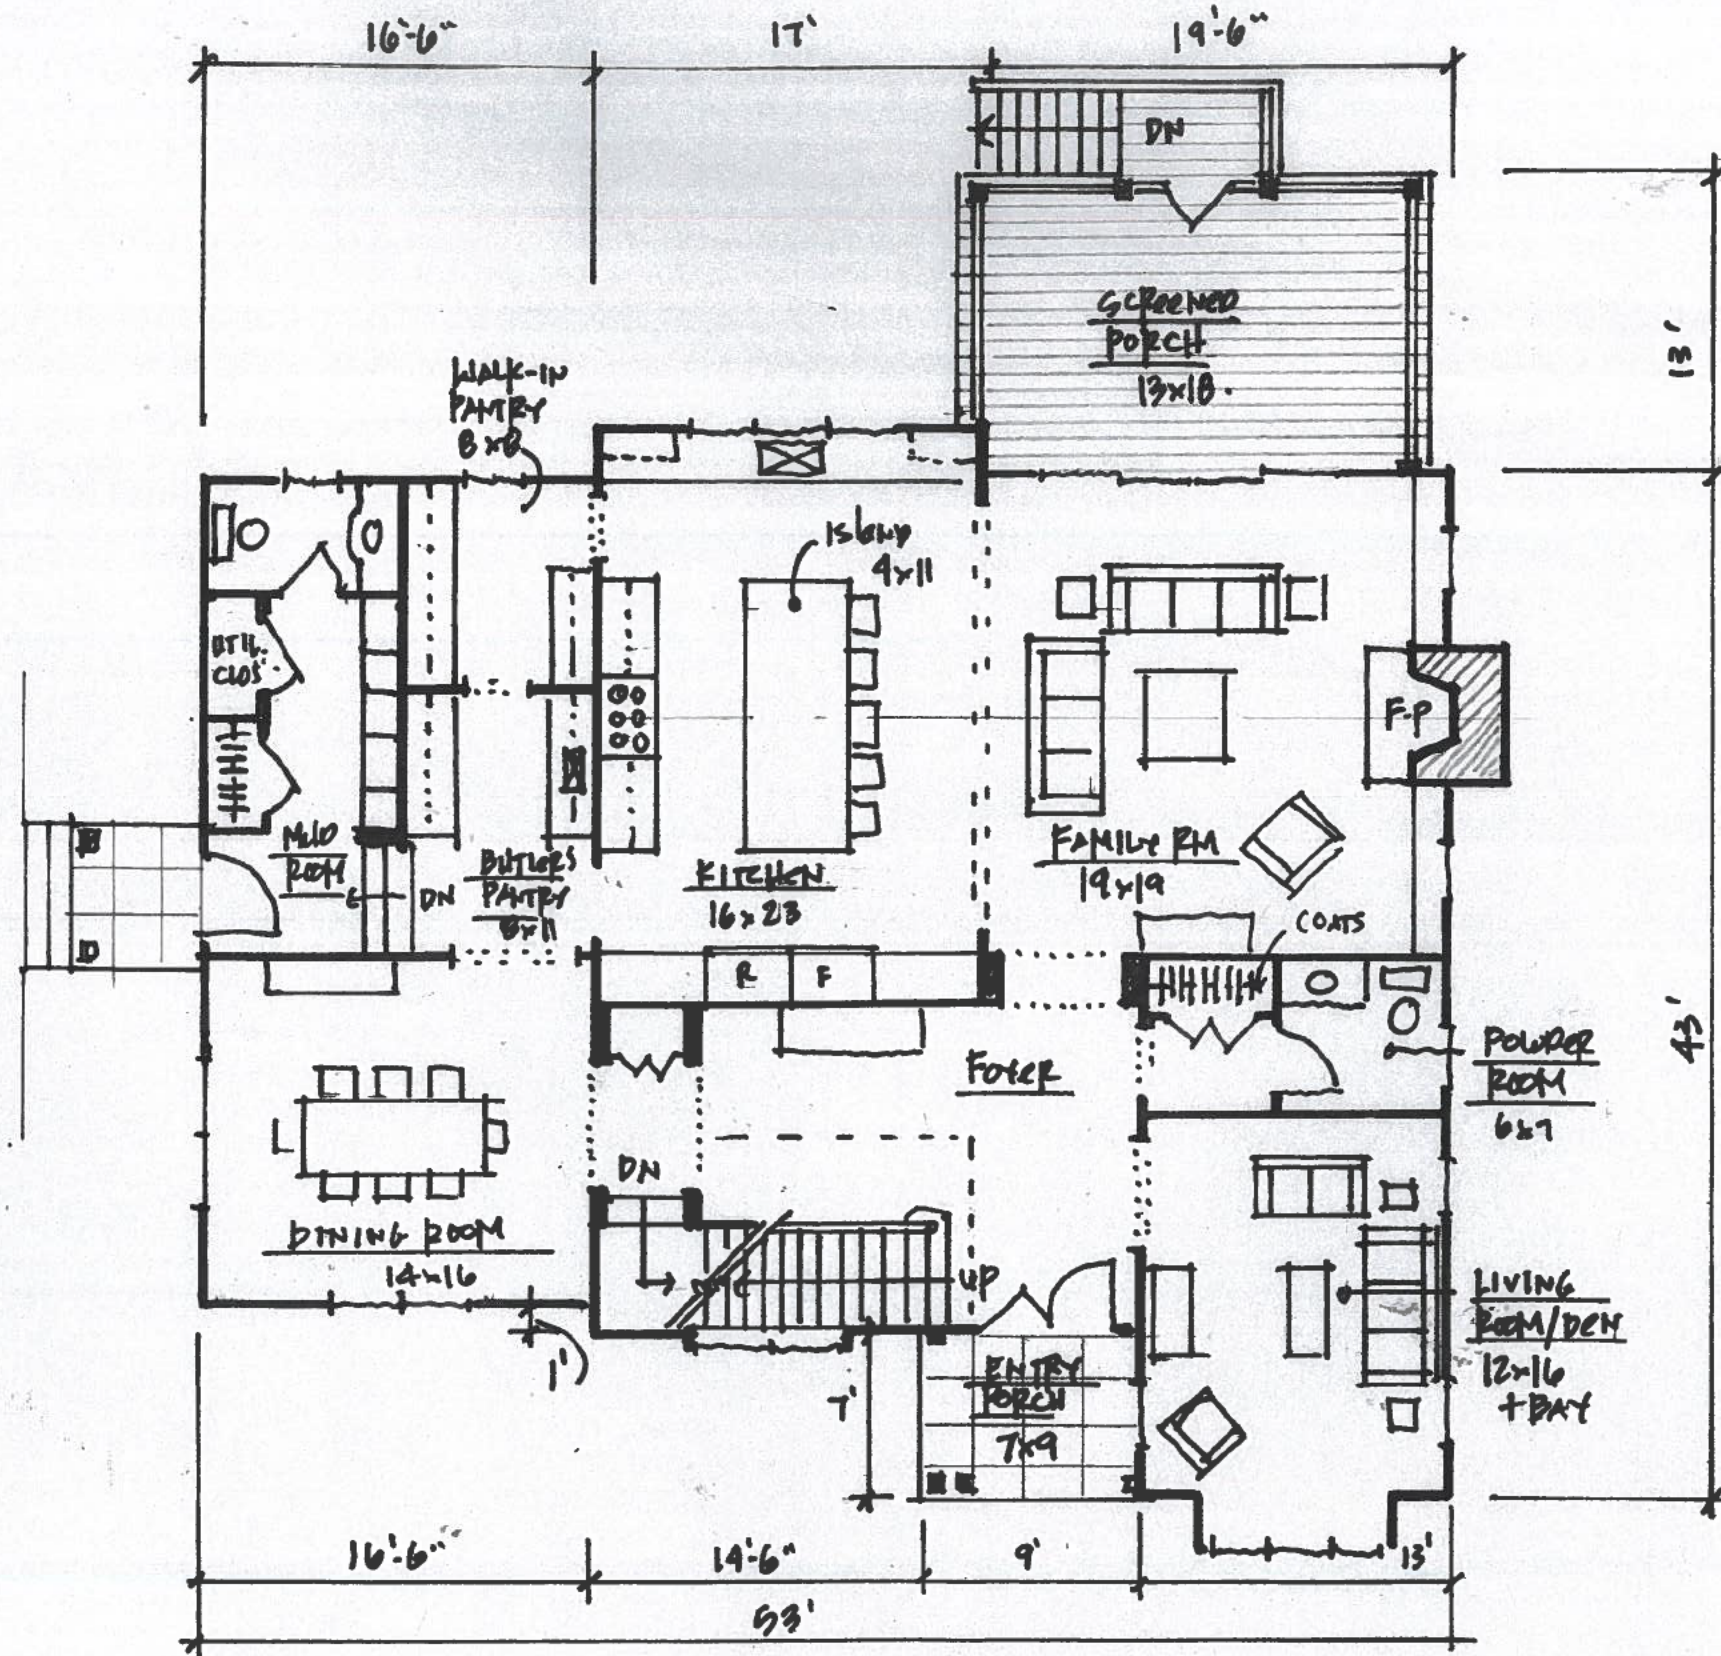 16'-6"
17'
19'-6"
DN
SCREENED
PORCH
13x18.
13'
WALK-IN
PANTRY
8x8
ISLAND
4x11
UTIL.
CLOS
F.P
MUD
ROOM
DN
BUTLERS
PANTRY
8x11
KITCHEN
16x23
FAMILY RM
19x19
COATS
R
F
FOYER
POWDER
ROOM
6x7
43'
DN
DINING ROOM
14x16
UP
LIVING
ROOM/DEN
12x16
+BAY
1'
7'
ENTRY
PORCH
7x9
16'-6"
14'-6"
9'
13'
53'